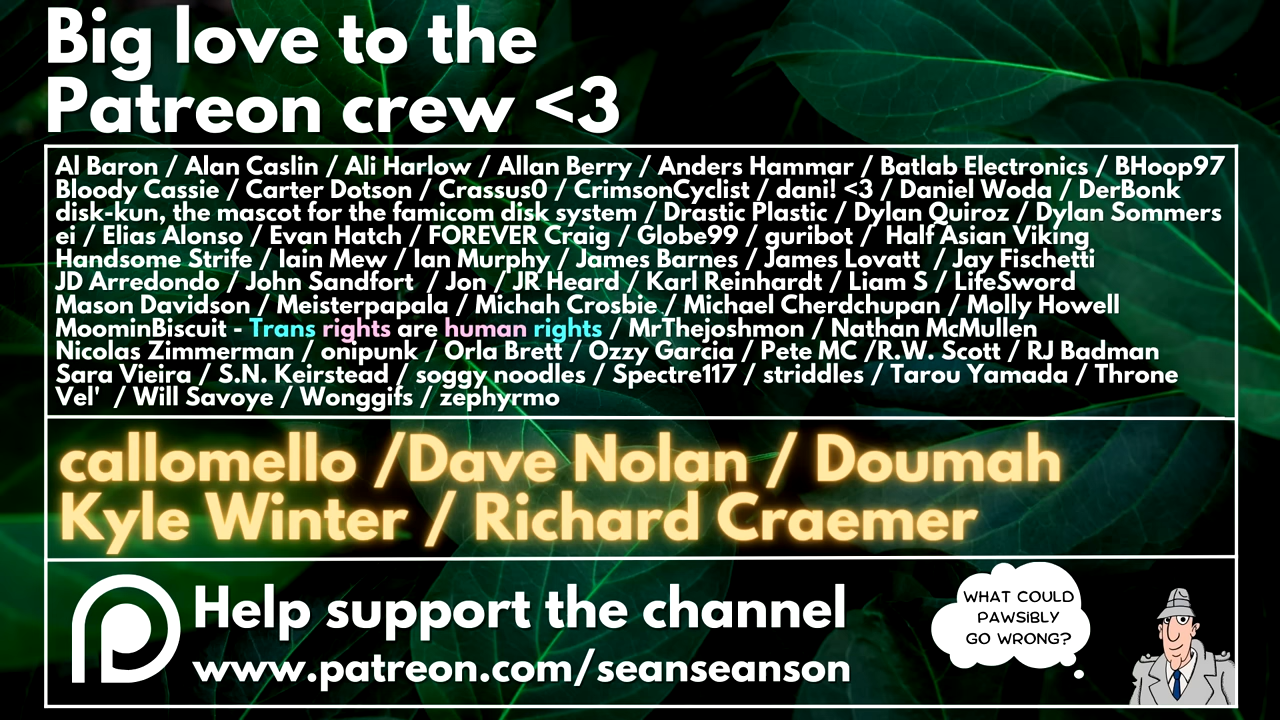 Big love to the
Patreon crew <3
Al Baron / Alan Caslin / Ali Harlow / Allan Berry / Anders Hammar / Batlab Electronics / BHoop97
Bloody Cassie / Carter Dotson / Crassus0 / CrimsonCyclist / dani! <3 / Daniel Woda / DerBonk
disk-kun, the mascot for the famicom disk system / Drastic Plastic / Dylan Quiroz / Dylan Sommers
ei / Elias Alonso / Evan Hatch / FOREVER Craig / Globe99 / guribot / Half Asian Viking
Handsome Strife / Iain Mew / Ian Murphy / James Barnes / James Lovatt / Jay Fischetti
JD Arredondo / John Sandfort / Jon / JR Heard / Karl Reinhardt / Liam S / LifeSword
Mason Davidson / Meisterpapala / Michah Crosbie / Michael Cherdchupan / Molly Howell
MoominBiscuit - Trans rights are human rights / MrThejoshmon / Nathan McMullen
Nicolas Zimmerman / onipunk / Orla Brett / Ozzy Garcia / Pete MC /R.W. Scott / RJ Badman
Sara Vieira / S.N. Keirstead / soggy noodles / Spectre117 / striddles / Tarou Yamada / Throne
Vel' / Will Savoye / Wonggifs / zephyrmo
callomello /Dave Nolan / Doumah
Kyle Winter / Richard Craemer
Help support the channel
www.patreon.com/seanseanson
WHAT COULD
PAWSIBLY
GO WRONG?